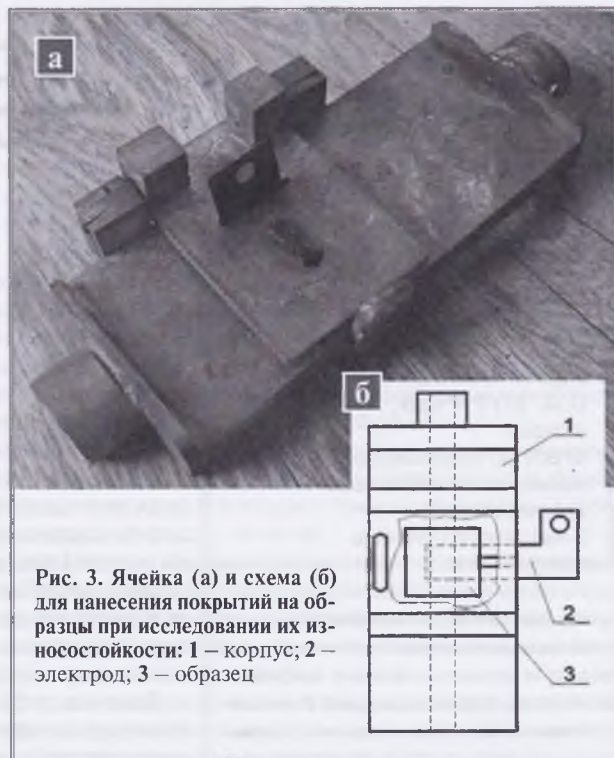 а
б
1
2
3
Рис. 3. Ячейка (а) и схема (б)
для нанесения покрытий на об-
разцы при исследовании их из-
носостойкости: 1 – корпус; 2 –
электрод; 3 – образец